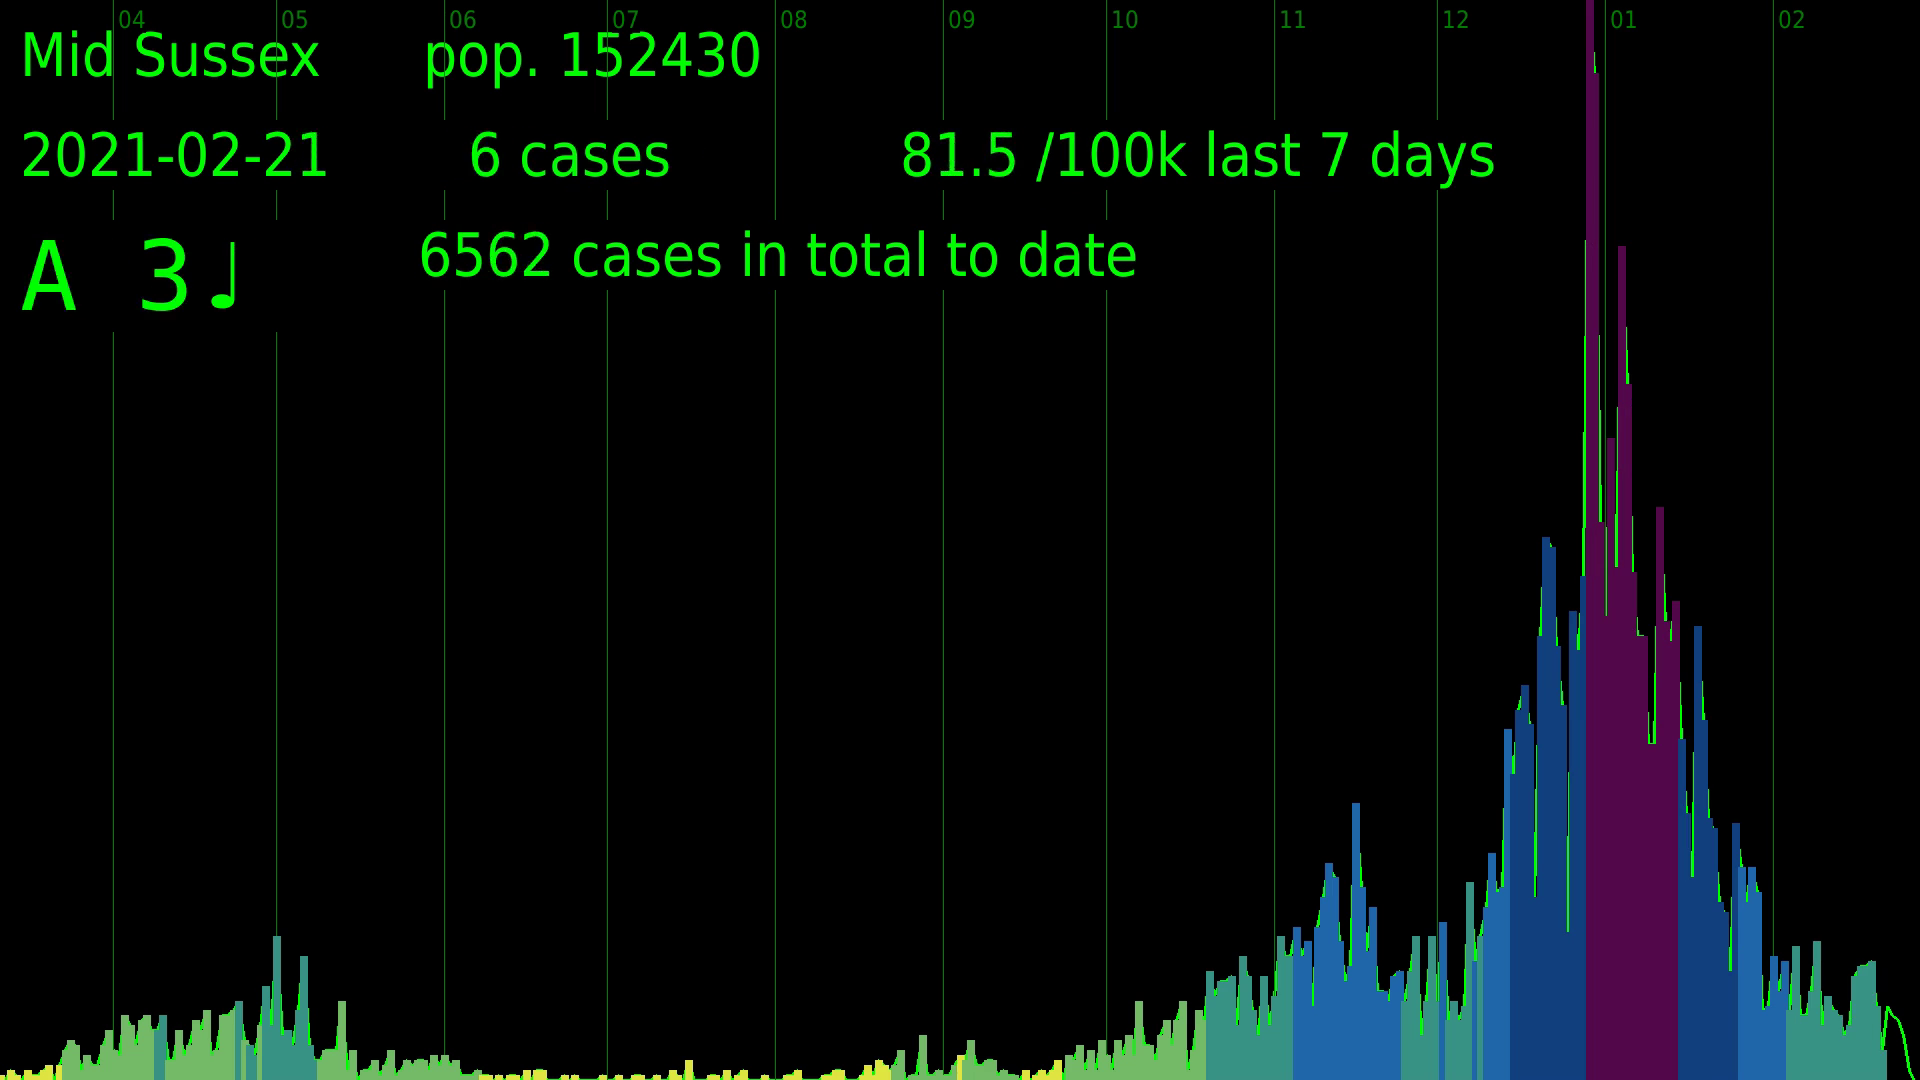 04 05 06 07 08 09 10 11 12 01 02
Mid Sussex pop. 152430
2021-02-21 6 cases 81.5 /100k last 7 days
A 3♩ 6562 cases in total to date